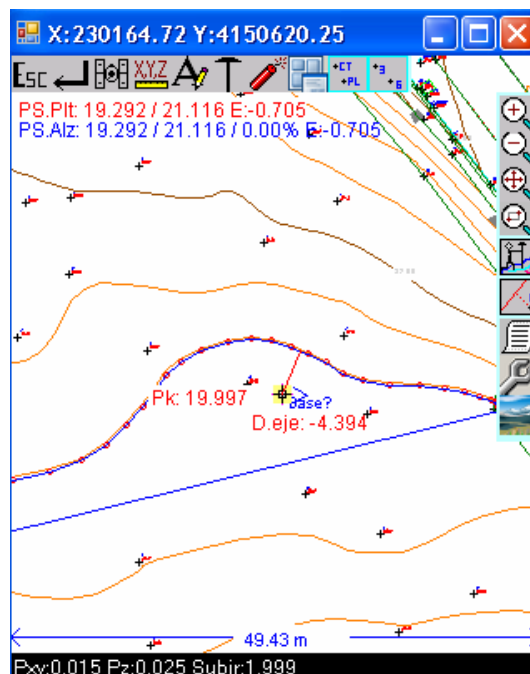 X:230164.72 Y:4150620.25
Esc X,Y,Z A T +CT +PL +3 +6
PS.Plt: 19.292 / 21.116 E:-0.705
PS.Alz: 19.292 / 21.116 / 0.00% E:-0.705
Pk: 19.997
base?
D.eje: -4.394
49.43 m
Pxy:0.015 Pz:0.025 Subir:1.999